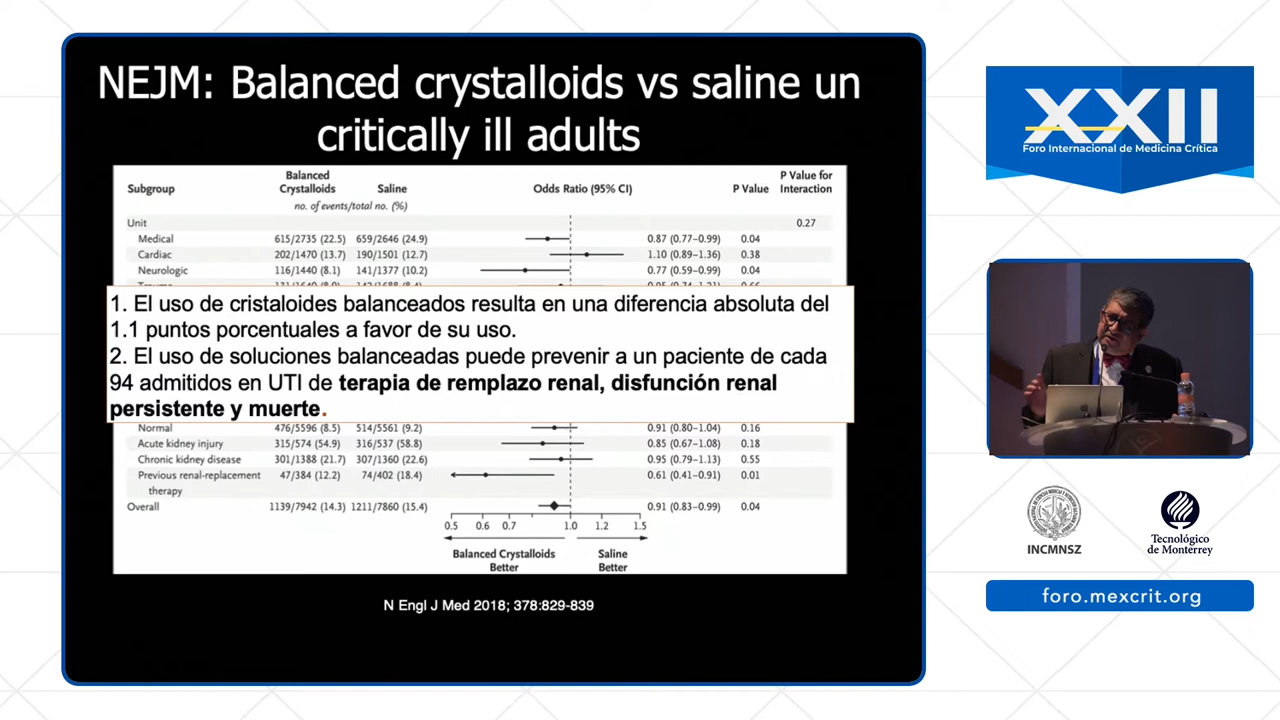 NEJM: Balanced crystalloids vs saline un
critically ill adults
Subgroup
Balanced
Crystalloids
Saline
Odds Ratio (95% CI)
P Value
P Value for
Interaction
no. of events/total no. (%)
Unit 0.27
Medical 615/2735 (22.5) 659/2646 (24.9) 0.87 (0.77–0.99) 0.04
Cardiac 202/1470 (13.7) 190/1501 (12.7) 1.10 (0.89–1.36) 0.38
Neurologic 116/1440 (8.1) 141/1377 (10.2) 0.77 (0.59–0.99) 0.04
1. El uso de cristaloides balanceados resulta en una diferencia absoluta del
1.1 puntos porcentuales a favor de su uso.
2. El uso de soluciones balanceadas puede prevenir a un paciente de cada
94 admitidos en UTI de terapia de remplazo renal, disfunción renal
persistente y muerte.
Normal 476/5596 (8.5) 514/5561 (9.2) 0.91 (0.80–1.04) 0.16
Acute kidney injury 315/574 (54.9) 316/537 (58.8) 0.85 (0.67–1.08) 0.18
Chronic kidney disease 301/1388 (21.7) 307/1360 (22.6) 0.95 (0.79–1.13) 0.55
Previous renal-replacement 47/384 (12.2) 74/402 (18.4) 0.61 (0.41–0.91) 0.01
therapy
Overall 1139/7942 (14.3) 1211/7860 (15.4) 0.91 (0.83–0.99) 0.04
0.5 0.6 0.7 1.0 1.2 1.5
Balanced Crystalloids
Better
Saline
Better
N Engl J Med 2018; 378:829-839
XXII
Foro Internacional de Medicina Crítica
INCMNSZ
Tecnológico
de Monterrey
foro.mexcrit.org